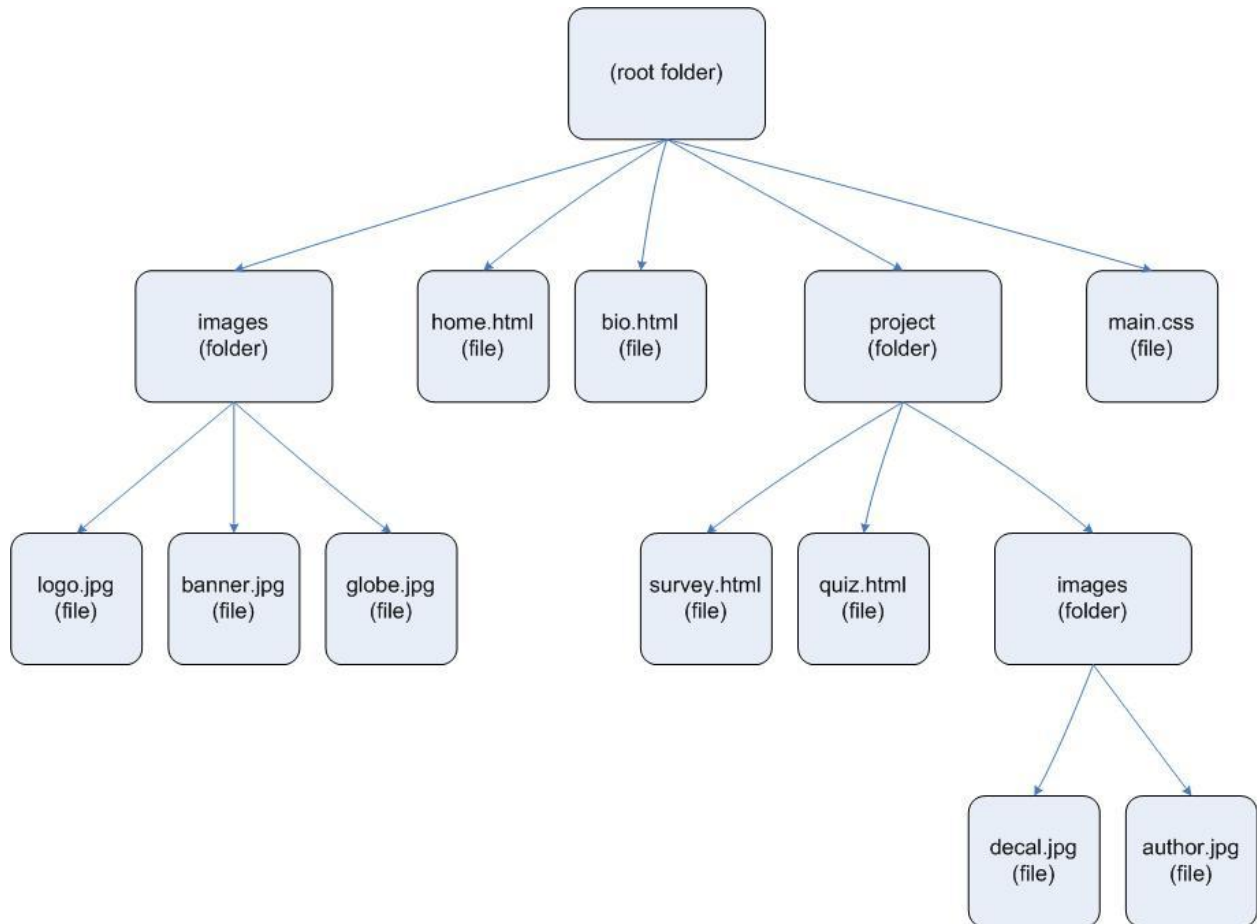 (root folder)
images
(folder)
home.html
(file)
bio.html
(file)
project
(folder)
main.css
(file)
logo.jpg
(file)
banner.jpg
(file)
globe.jpg
(file)
survey.html
(file)
quiz.html
(file)
images
(folder)
decal.jpg
(file)
author.jpg
(file)